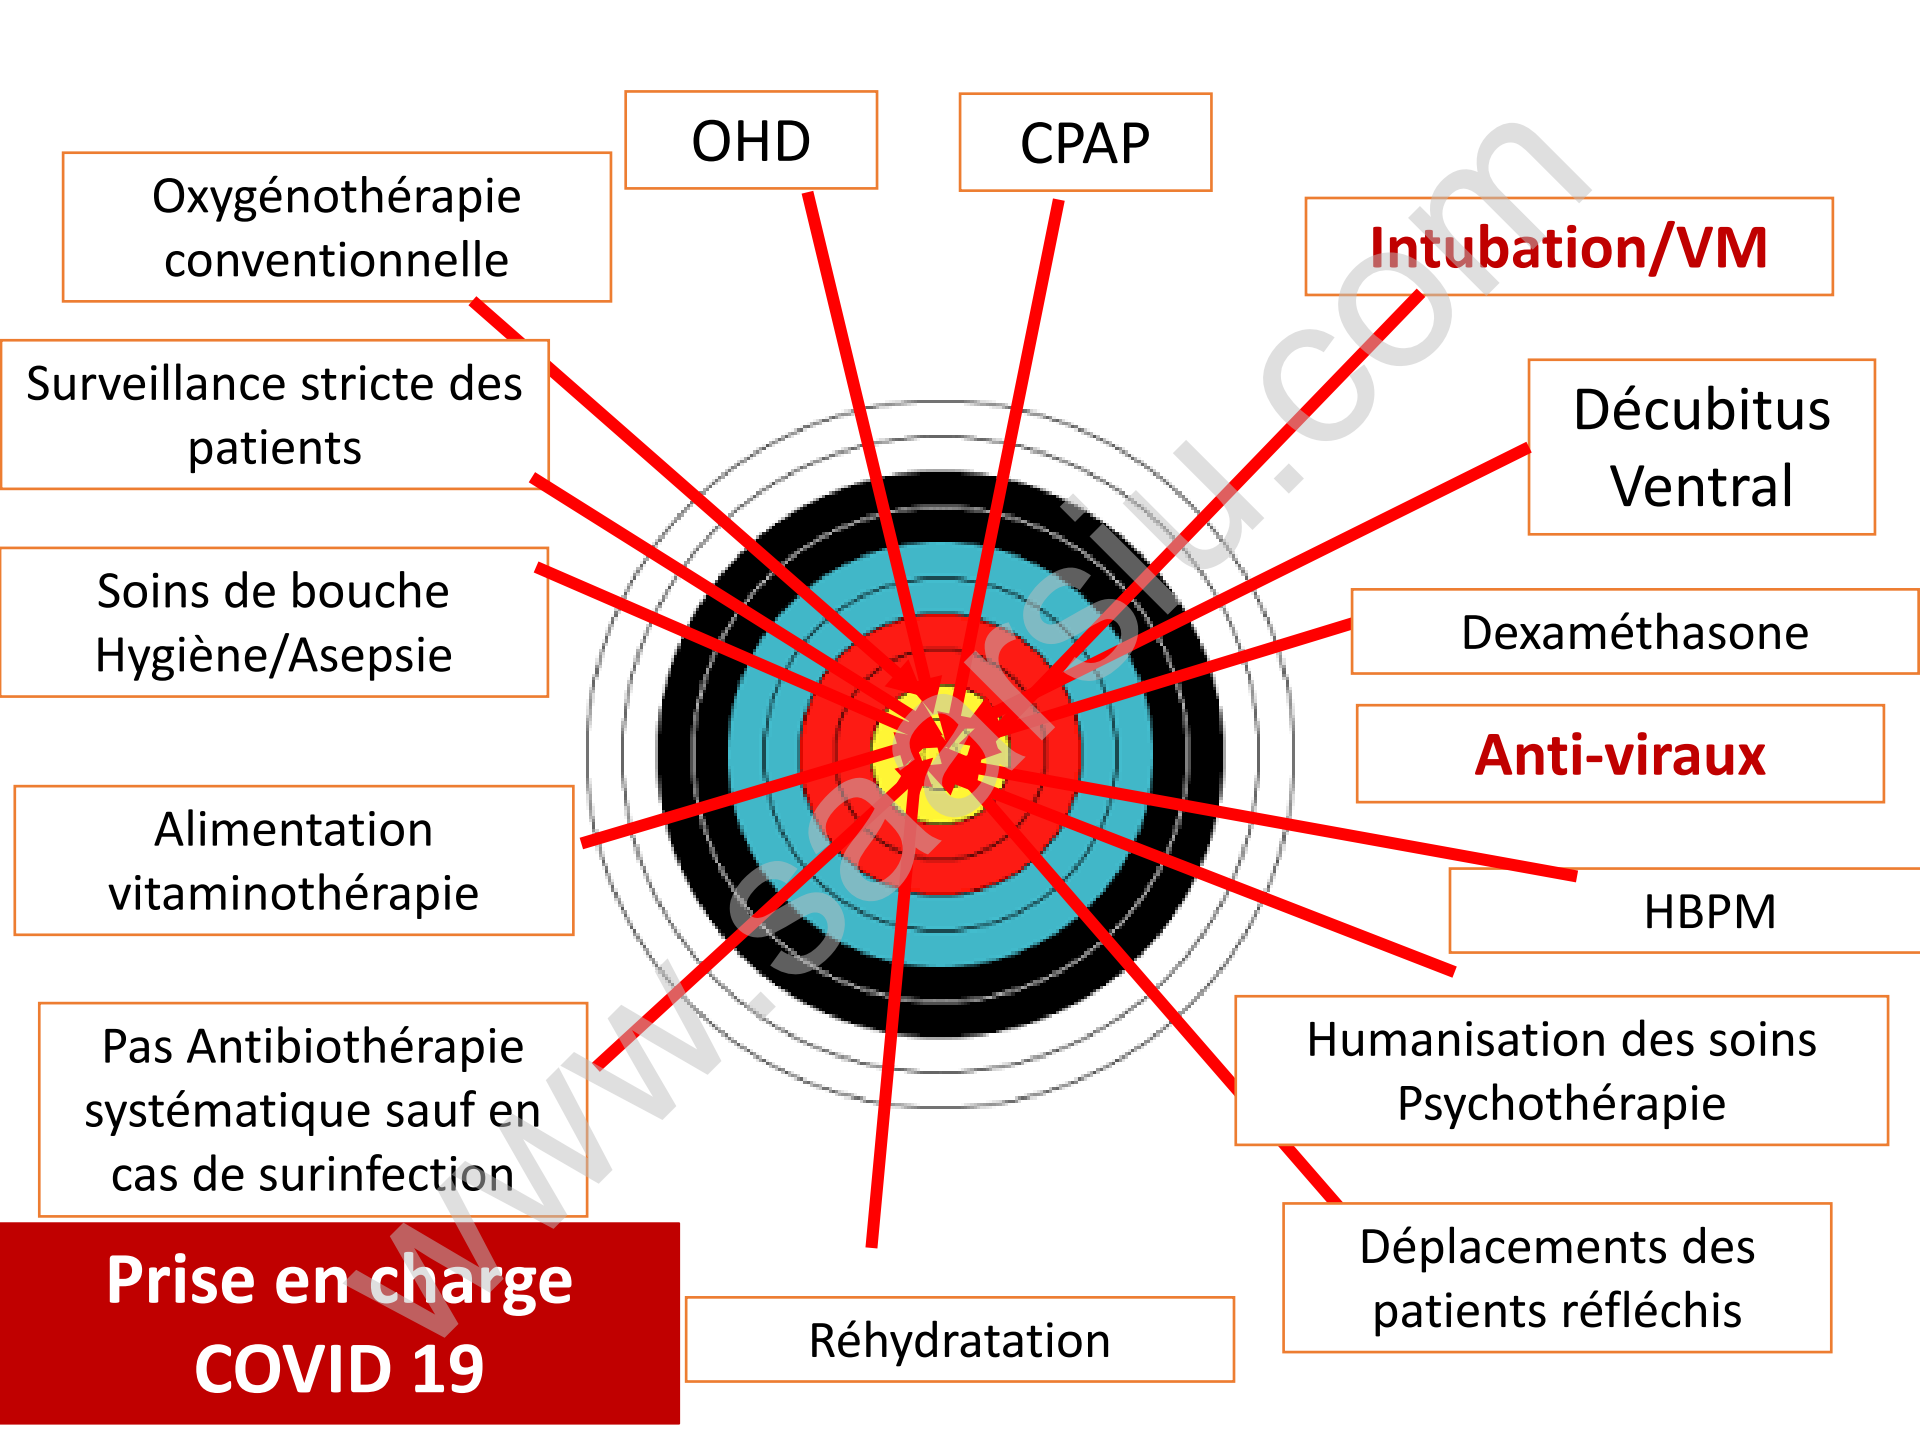 OHD
CPAP
Oxygénothérapie
conventionnelle
Intubation/VM
Surveillance stricte des
patients
Décubitus
Ventral
Soins de bouche
Hygiène/Asepsie
Dexaméthasone
Anti-viraux
Alimentation
vitaminothérapie
HBPM
Pas Antibiothérapie
systématique sauf en
cas de surinfection
Humanisation des soins
Psychothérapie
Déplacements des
patients réfléchis
Réhydratation
Prise en charge
COVID 19